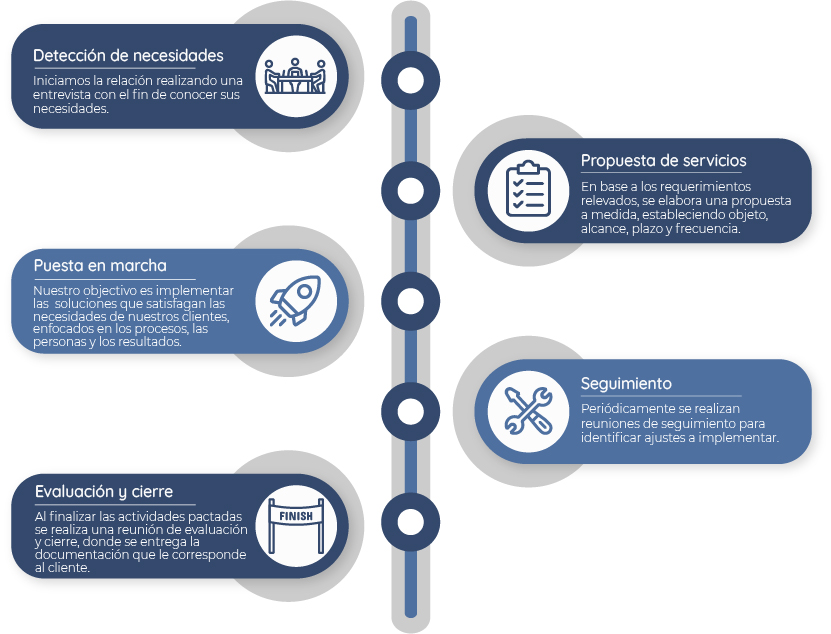 Detección de necesidades
Iniciamos la relación realizando una
entrevista con el fin de conocer sus
necesidades.
Propuesta de servicios
En base a los requerimientos
relevados, se elabora una propuesta
a medida, estableciendo objeto,
alcance, plazo y frecuencia.
Puesta en marcha
Nuestro objectivo es implementar
las soluciones que satisfagan las
necesidades de nuestros clientes,
enfocados en los procesos, las
personas y los resultados.
Seguimiento
Periódicamente se realizan
reuniones de seguimiento para
identificar ajustes a implementar.
Evaluación y cierre
Al finalizar las actividades pactadas
se realiza una reunión de evaluación
y cierre, donde se entrega la
documentación que le corresponde
al cliente.
FINISH